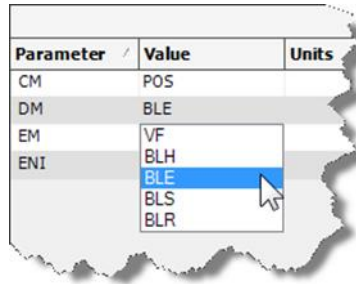 Parameter / Value Units
CM POS
DM BLE
EM VF
BLH
ENI BLE
BLS
BLR